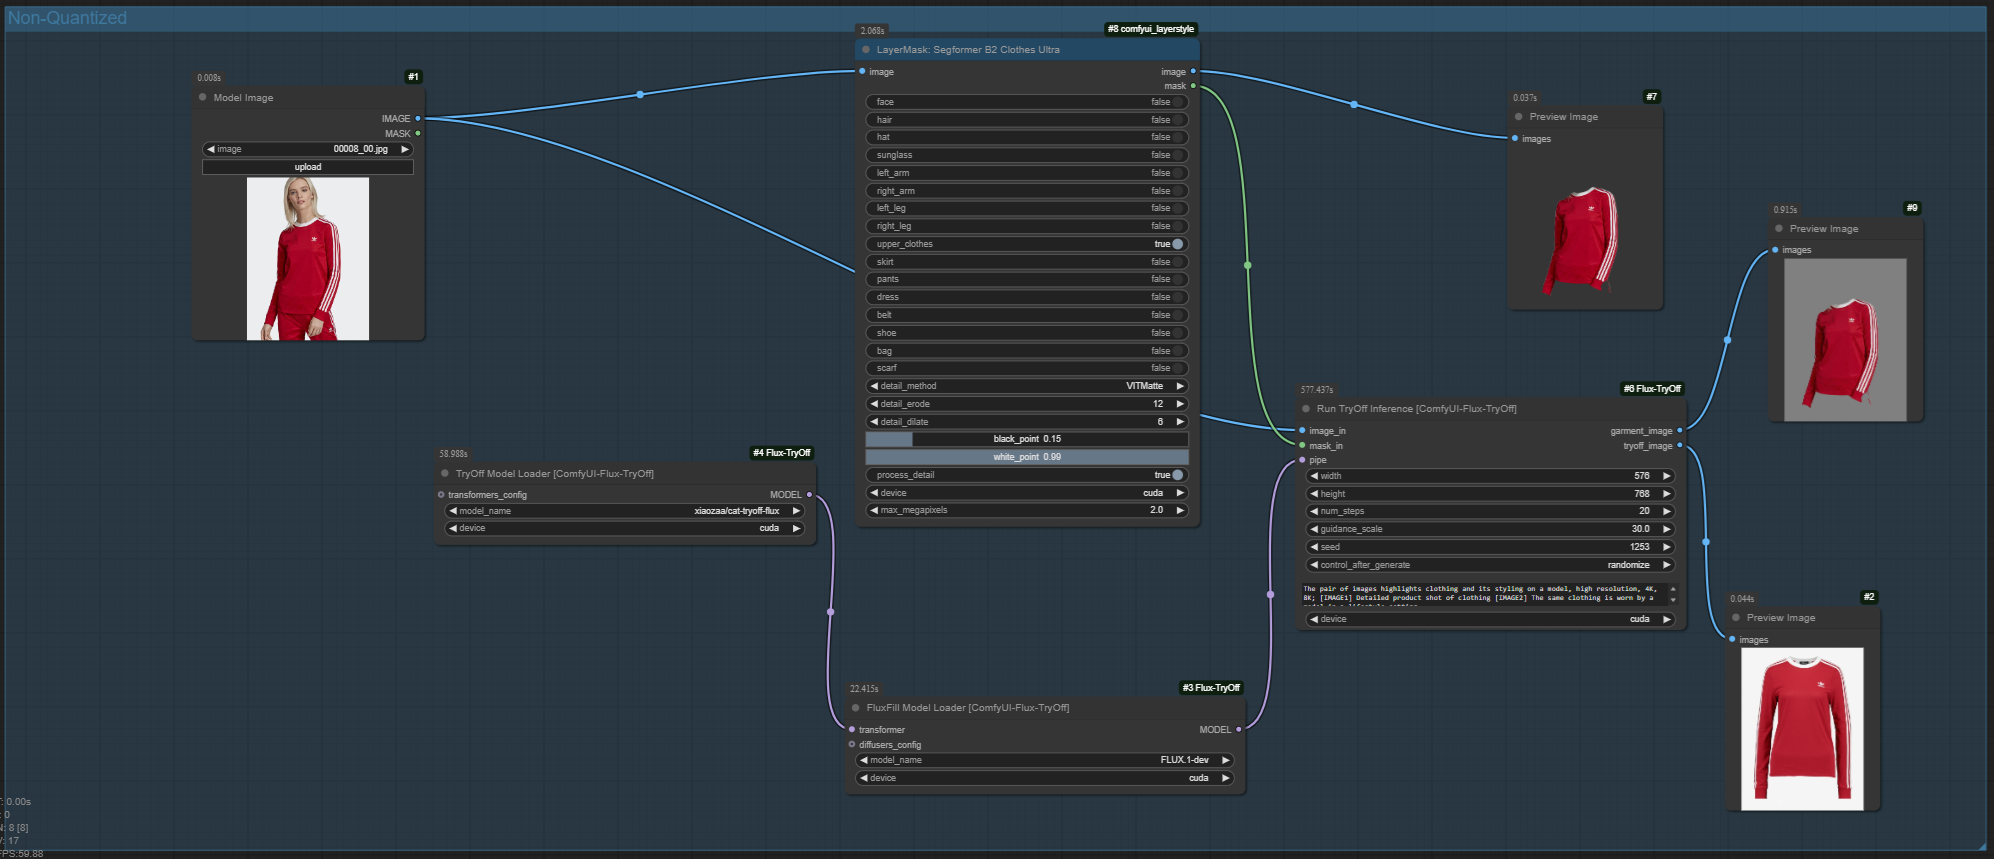 Non-Quantized
0.008s
#1
Model Image
IMAGE
MASK
image 00008_00.jpg
upload
2.068s
#8 comfyui_layerstyle
LayerMask: Segformer B2 Clothes Ultra
image image
mask
face false
hair false
hat false
sunglass false
left_arm false
right_arm false
left_leg false
right_leg false
upper_clothes true
skirt false
pants false
dress false
belt false
shoe false
bag false
scarf false
detail_method VITMatte
detail_erode 12
detail_dilate 6
black_point 0.15
white_point 0.99
process_detail true
device cuda
max_megapixels 2.0
0.037s
#7
Preview Image
images
0.915s
#9
Preview Image
images
58.988s
#4 Flux-TryOff
TryOff Model Loader [ComfyUI-Flux-TryOff]
transformers_config MODEL
model_name xiaozaa/cat-tryoff-flux
device cuda
577.437s
#6 Flux-TryOff
Run TryOff Inference [ComfyUI-Flux-TryOff]
image_in garment_image
mask_in tryoff_image
pipe
width 576
height 768
num_steps 20
guidance_scale 30.0
seed 1253
control_after_generate randomize
The pair of images highlights clothing and its styling on a model, high resolution, 4K,
8K; [IMAGE1] Detailed product shot of clothing [IMAGE2] The same clothing is worn by a
device cuda
22.415s
#3 Flux-TryOff
FluxFill Model Loader [ComfyUI-Flux-TryOff]
transformer MODEL
diffusers_config
model_name FLUX.1-dev
device cuda
0.044s
#2
Preview Image
images
T: 0.00s
: 0
N: 8 [8]
V: 17
FPS:59.88